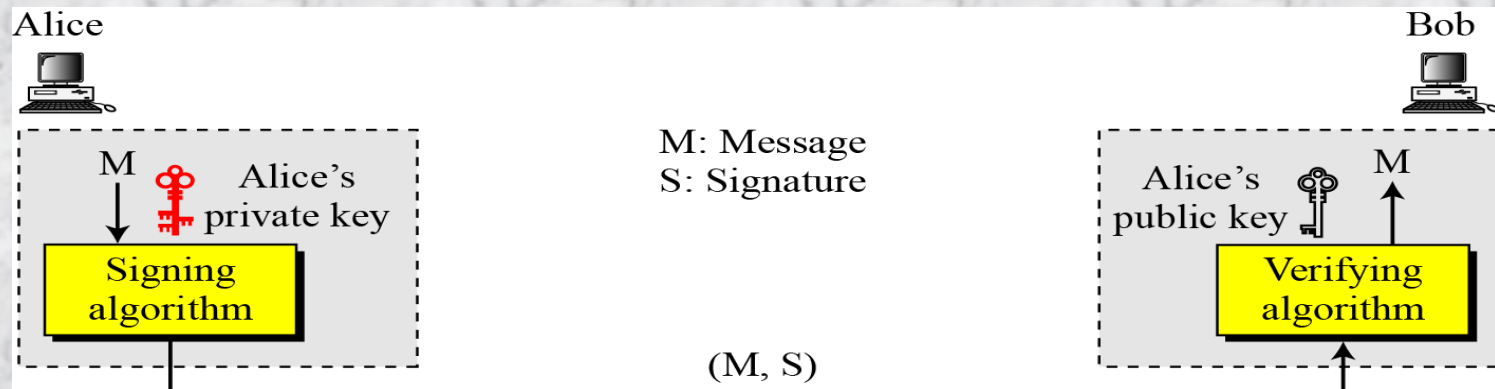 Alice
Bob
M: Message
S: Signature
M
Alice’s
private key
Signing
algorithm
Alice’s
public key
M
Verifying
algorithm
(M, S)